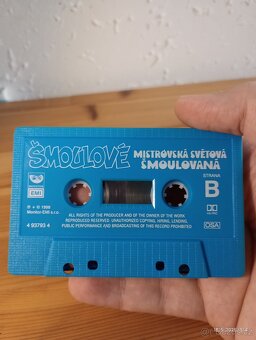 ŠMOULOVÉ
MISTROVSKÁ SVĚTOVÁ
ŠMOULOVANÁ
STRANA
B
EMI
℗ + © 1998
Monitor-EMI s.r.o.
4 93793 4
ALL RIGHTS OF THE PRODUCER AND OF THE OWNER OF THE WORK
REPRODUCED RESERVED. UNAUTHORIZED COPYING, HIRING, LENDING,
PUBLIC PERFORMANCE AND BROADCASTING OF THIS RECORD PROHIBITED!
OSA